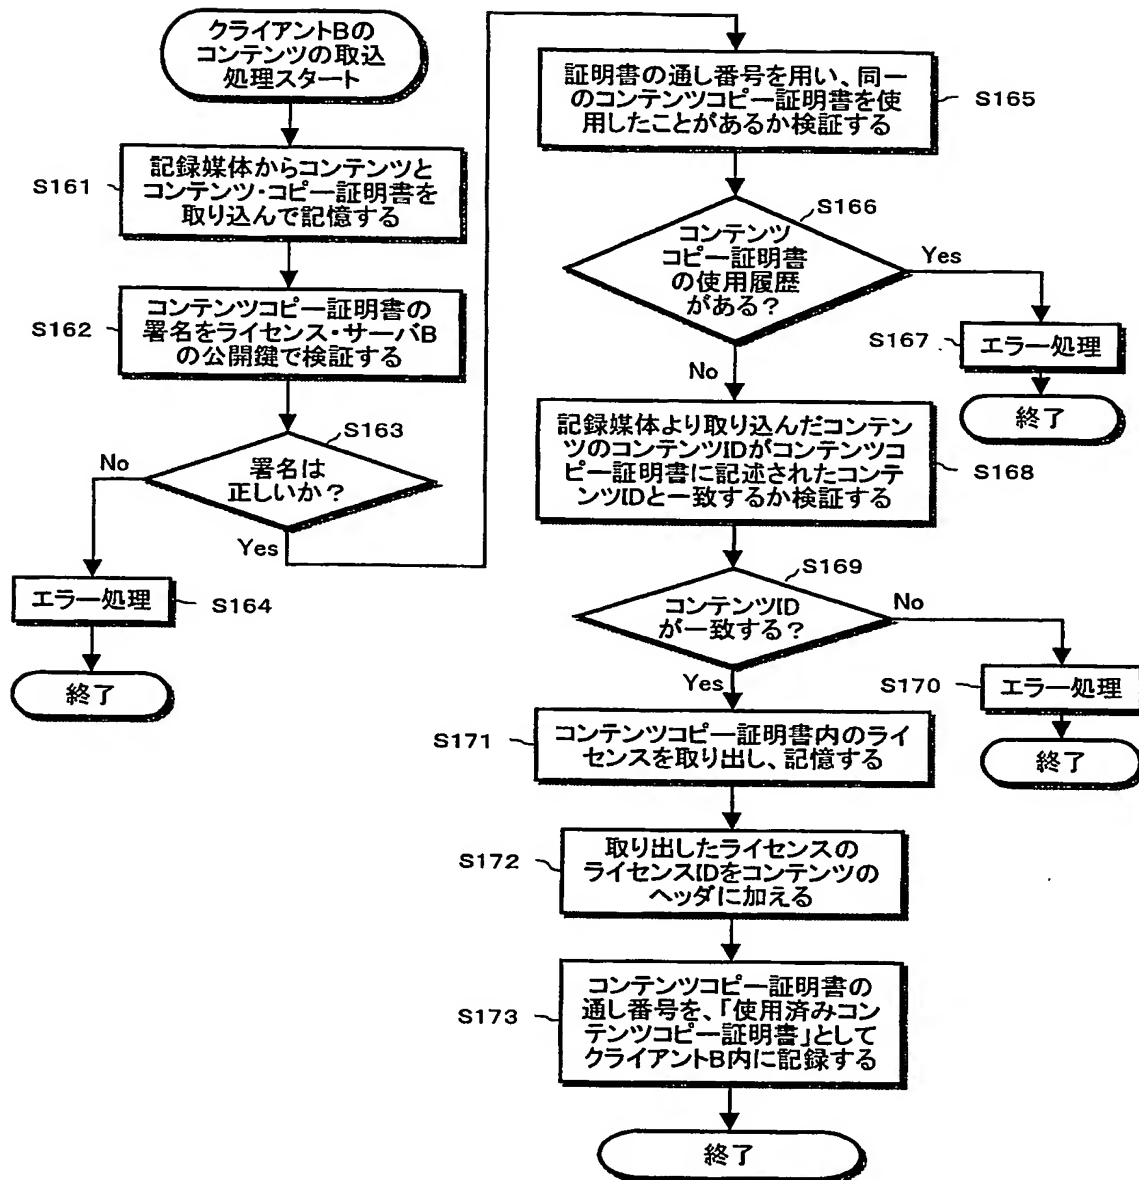 クライアントBの
コンテンツの取込
処理スタート
S161
記録媒体からコンテンツと
コンテンツ・コピー証明書を
取り込んで記憶する
S162
コンテンツコピー証明書の
署名をライセンス・サーバB
の公開鍵で検証する
S163
署名は
正しいか？
No
Yes
エラー処理
S164
終了
証明書の通し番号を用い、同一
のコンテンツコピー証明書を使
用したことがあるか検証する
S165
S166
コンテンツ
コピー証明書
の使用履歴
がある？
Yes
No
S167
エラー処理
終了
記録媒体より取り込んだコンテン
ツのコンテンツIDがコンテンツコ
ピー証明書に記述されたコンテ
ンツIDと一致するか検証する
S168
S169
コンテンツID
が一致する？
No
Yes
S170
エラー処理
終了
S171
コンテンツコピー証明書内のライ
センスを取り出し、記憶する
S172
取り出したライセンスの
ライセンスIDをコンテンツの
ヘッダに加える
S173
コンテンツコピー証明書の
通し番号を、「使用済みコン
テンツコピー証明書」として
クライアントB内に記録する
終了